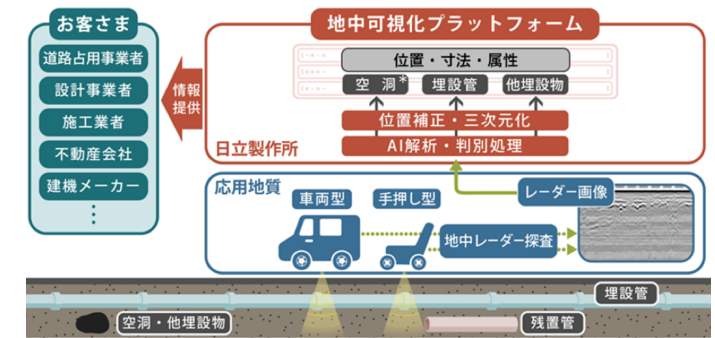 お客さま
道路占用事業者
設計事業者
施工業者
不動産会社
建機メーカー
情報
提供
地中可視化プラットフォーム
位置・寸法・属性
空 洞*
埋設管
他埋設物
位置補正・三次元化
AI解析・判別処理
日立製作所
応用地質
車両型
手押し型
レーダー画像
地中レーダー探査
埋設管
空洞・他埋設物
残置管